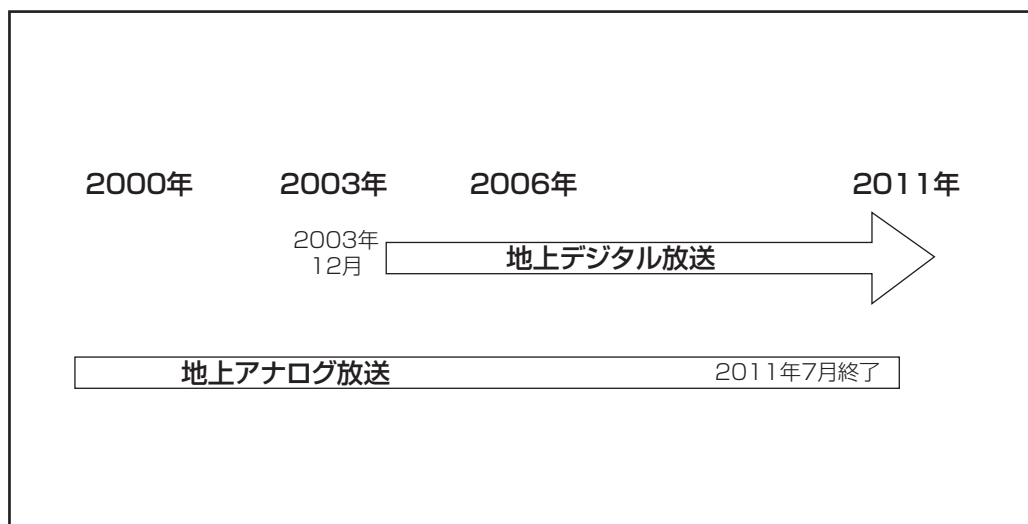 2000年 2003年 2006年 2011年
2003年
12月
地上デジタル放送
地上アナログ放送 2011年7月終了